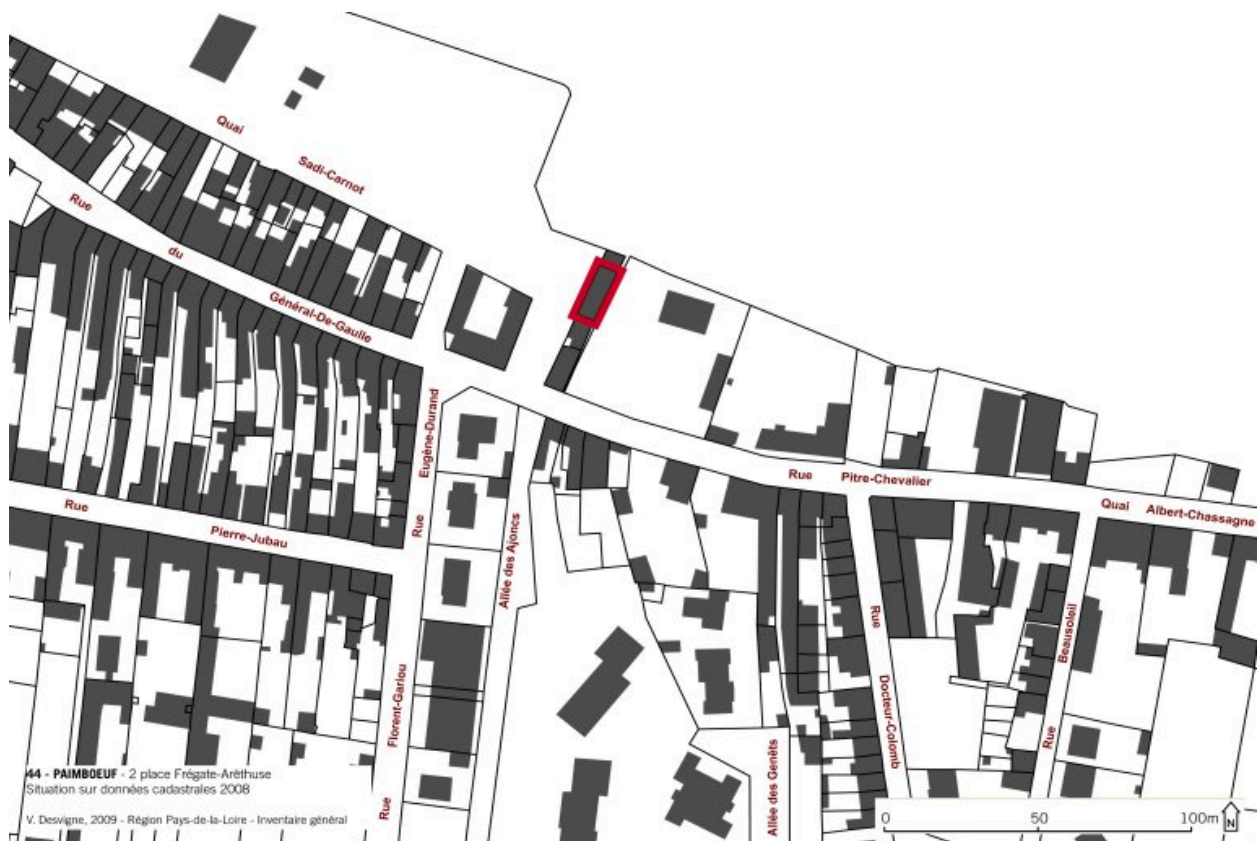 Quai
Sadi-Carnot
Rue
du
Général-De-Gaulle
Rue
Pierre-Jubau
Rue
Eugène-Durand
Allée des Ajoncs
Rue
Florent-Gariou
Rue
Pitre-Chevalier
Quai
Albert-Chassagne
Rue
Docteur-Colomb
Rue
Beausoleil
Allée des Genêts
44 - PAIMBOEUF - 2 place Frégate-Aréthuse
Situation sur données cadastrales 2008
V. Desvigne, 2009 - Région Pays-de-la-Loire - Inventaire général
0 50 100m
N